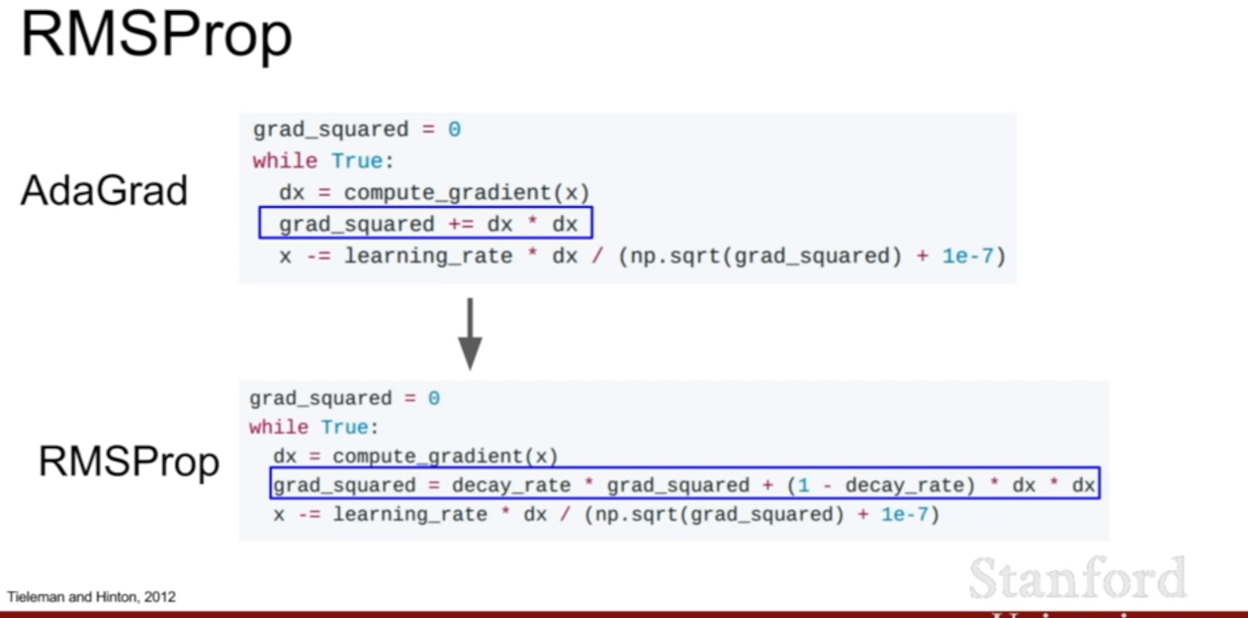 RMSProp
AdaGrad
grad_squared = 0
while True:
dx = compute_gradient(x)
grad_squared += dx * dx
x -= learning_rate * dx / (np.sqrt(grad_squared) + 1e-7)
RMSProp
grad_squared = 0
while True:
dx = compute_gradient(x)
grad_squared = decay_rate * grad_squared + (1 - decay_rate) * dx * dx
x -= learning_rate * dx / (np.sqrt(grad_squared) + 1e-7)
Tieleman and Hinton, 2012
Stanford